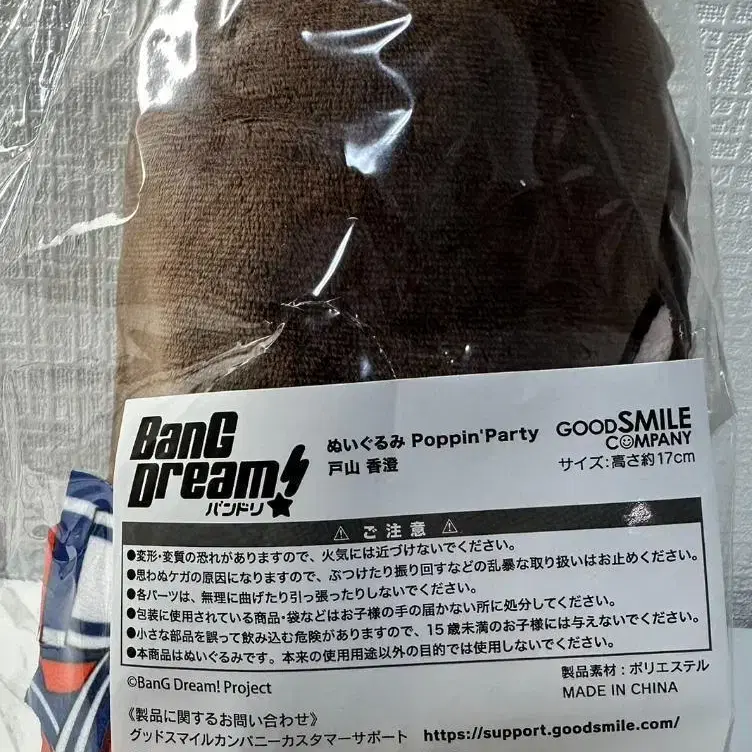 BanG Dream!
バンドリ
ぬいぐるみ Poppin'Party
戸山 香澄
GOOD SMILE COMPANY
サイズ:高さ約17cm
⚠ ご注意 ⚠
●変形・変質の恐れがありますので、火気には近づけないでください。
●思わぬケガの原因になりますので、ぶつけたり振り回すなどの乱暴な取り扱いはお止めください。
●各パーツは、無理に曲げたり引っ張ったりしないでください。
●包装に使用されている商品・袋などはお子様の手の届かない所に処分してください。
●小さな部品を誤って飲み込む危険がありますので、15歳未満のお子様には与えないでください。
●本商品はぬいぐるみです。本来の使用用途以外の目的では使用しないでください。
©BanG Dream! Project
製品素材:ポリエステル
MADE IN CHINA
《製品に関するお問い合わせ》
グッドスマイルカンパニーカスタマーサポート https://support.goodsmile.com/